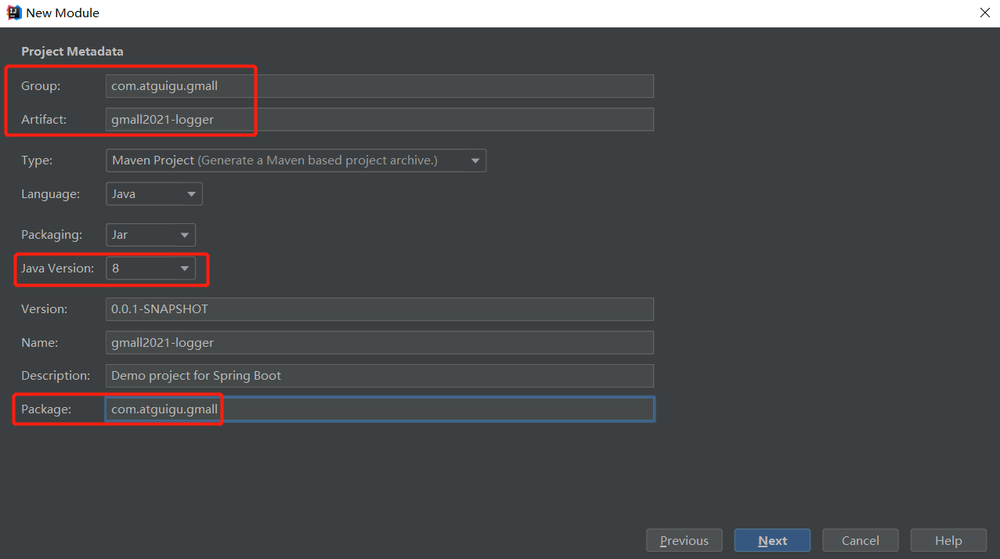 New Module
Project Metadata
Group: com.atguigu.gmall
Artifact: gmall2021-logger
Type: Maven Project (Generate a Maven based project archive.)
Language: Java
Packaging: Jar
Java Version: 8
Version: 0.0.1-SNAPSHOT
Name: gmall2021-logger
Description: Demo project for Spring Boot
Package: com.atguigu.gmall
Previous Next Cancel Help